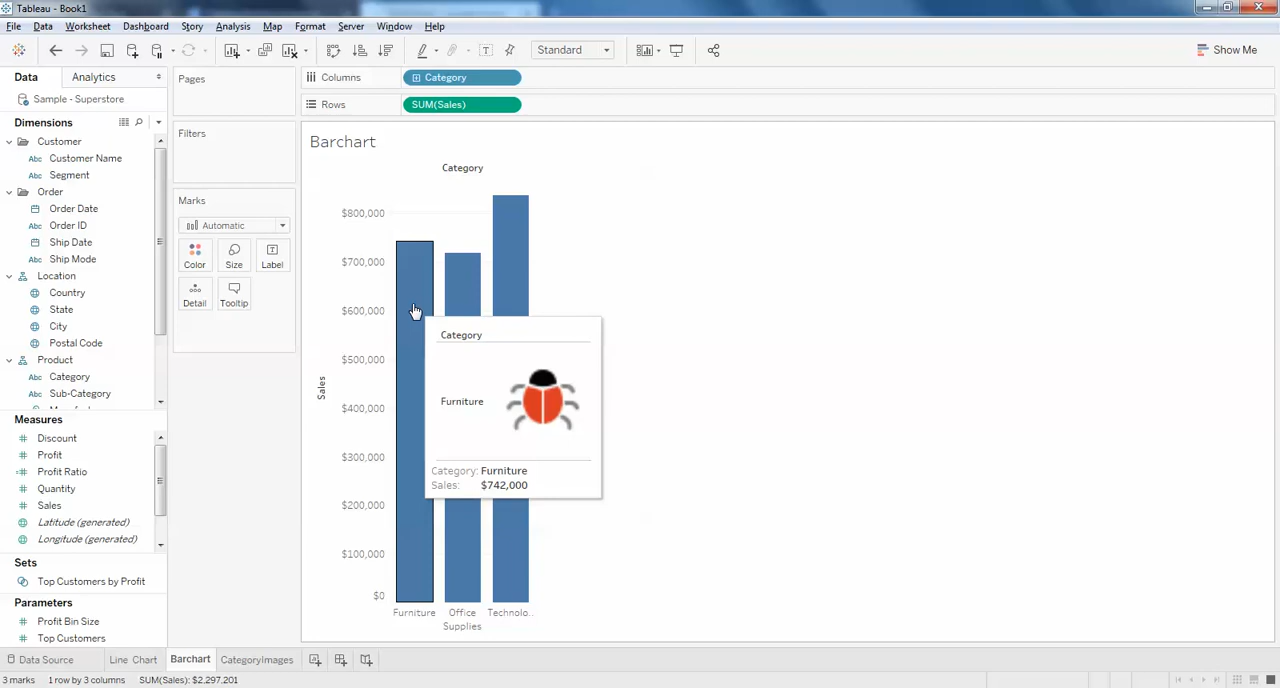 Tableau - Book1
File Data Worksheet Dashboard Story Analysis Map Format Server Window Help
Standard
Show Me
Data Analytics
Sample - Superstore
Dimensions
Customer
Abc Customer Name
Abc Segment
Order
Order Date
Abc Order ID
Ship Date
Abc Ship Mode
Location
Country
State
City
Postal Code
Product
Abc Category
Abc Sub-Category
Measures
# Discount
# Profit
=# Profit Ratio
# Quantity
# Sales
Latitude (generated)
Longitude (generated)
Sets
Top Customers by Profit
Parameters
# Profit Bin Size
# Top Customers
Pages
Filters
Marks
Automatic
Color Size Label
Detail Tooltip
Columns Category
Rows SUM(Sales)
Barchart
Category
$800,000
$700,000
$600,000
$500,000
$400,000
$300,000
$200,000
$100,000
$0
Sales
Furniture Office Supplies Technolo..
Category
Furniture
Category: Furniture
Sales: $742,000
Data Source Line Chart Barchart CategoryImages
3 marks 1 row by 3 columns SUM(Sales): $2,297,201